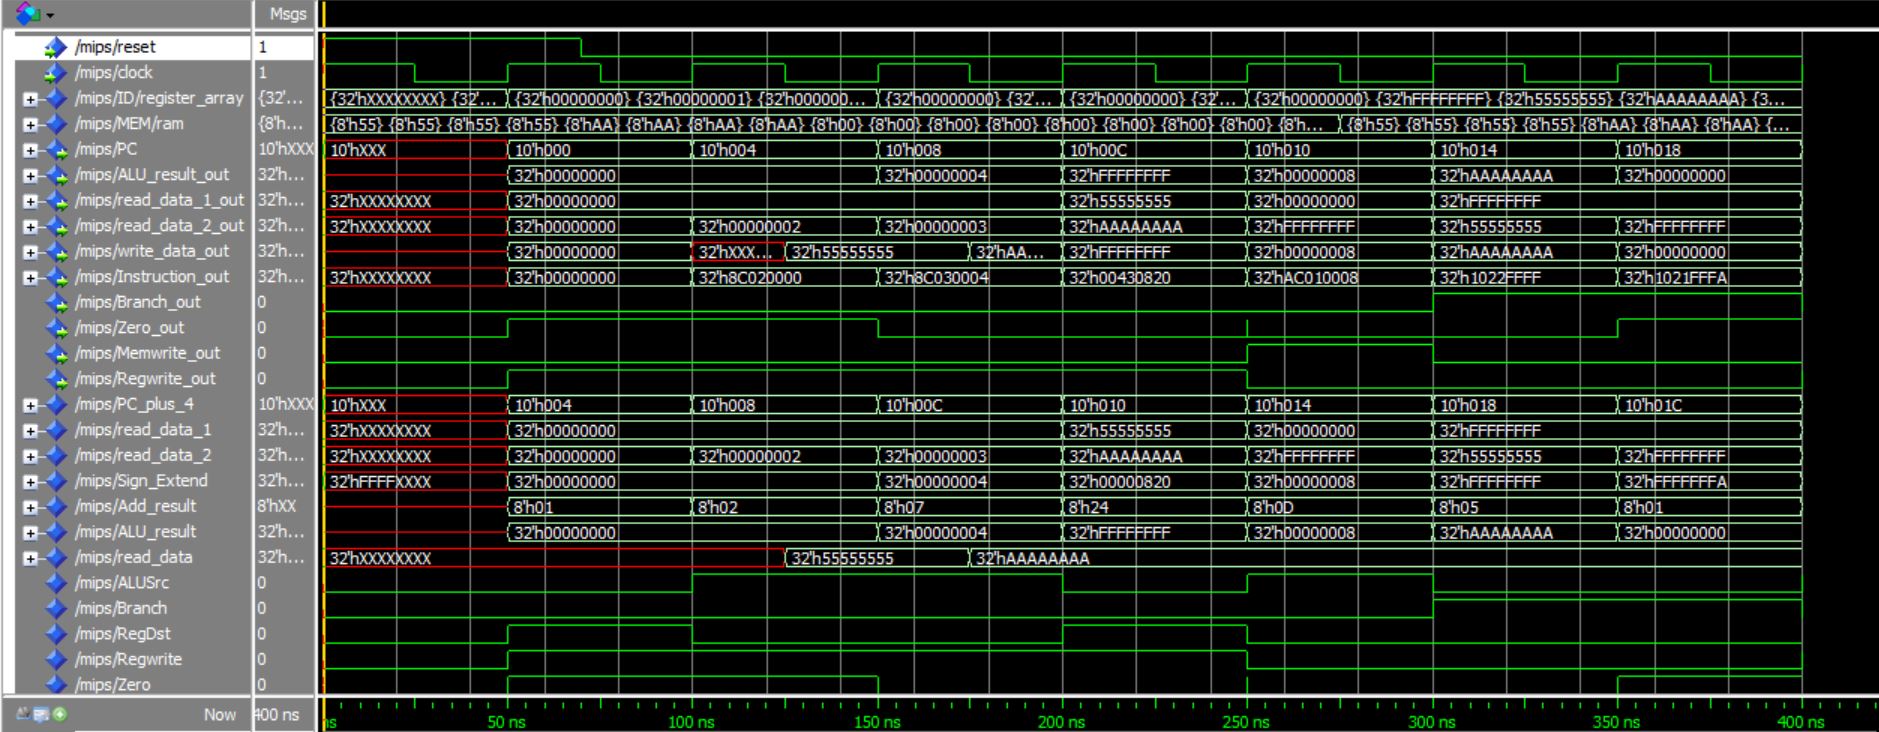 Msgs
/mips/reset 1
/mips/clock 1
/mips/ID/register_array {32'... {32'hXXXXXXXX} {32'... {32'h00000000} {32'h00000001} {32'h000000... {32'h00000000} {32'... {32'h00000000} {32'... {32'h00000000} {32'hFFFFFFFF} {32'h55555555} {32'hAAAAAAAA} {3...
/mips/MEM/ram {8'h... {8'h55} {8'h55} {8'h55} {8'h55} {8'hAA} {8'hAA} {8'hAA} {8'hAA} {8'h00} {8'h00} {8'h00} {8'h00} {8'h00} {8'h00} {8'h00} {8'h00} {8'h... {8'h55} {8'h55} {8'h55} {8'h55} {8'hAA} {8'hAA} {8'hAA} {...
/mips/PC 10'hXXX 10'hXXX 10'h000 10'h004 10'h008 10'h00C 10'h010 10'h014 10'h018
/mips/ALU_result_out 32'h... 32'h00000000 32'h00000004 32'hFFFFFFFF 32'h00000008 32'hAAAAAAAA 32'h00000000
/mips/read_data_1_out 32'h... 32'hXXXXXXXX 32'h00000000 32'h55555555 32'h00000000 32'hFFFFFFFF
/mips/read_data_2_out 32'h... 32'hXXXXXXXX 32'h00000000 32'h00000002 32'h00000003 32'hAAAAAAAA 32'hFFFFFFFF 32'h55555555 32'hFFFFFFFF
/mips/write_data_out 32'h... 32'h00000000 32'hXXX... 32'h55555555 32'hAA... 32'hFFFFFFFF 32'h00000008 32'hAAAAAAAA 32'h00000000
/mips/Instruction_out 32'h... 32'hXXXXXXXX 32'h00000000 32'h8C020000 32'h8C030004 32'h00430820 32'hAC010008 32'h1022FFFF 32'h1021FFFA
/mips/Branch_out 0
/mips/Zero_out 0
/mips/Memwrite_out 0
/mips/Regwrite_out 0
/mips/PC_plus_4 10'hXXX 10'hXXX 10'h004 10'h008 10'h00C 10'h010 10'h014 10'h018 10'h01C
/mips/read_data_1 32'h... 32'hXXXXXXXX 32'h00000000 32'h55555555 32'h00000000 32'hFFFFFFFF
/mips/read_data_2 32'h... 32'hXXXXXXXX 32'h00000000 32'h00000002 32'h00000003 32'hAAAAAAAA 32'hFFFFFFFF 32'h55555555 32'hFFFFFFFF
/mips/Sign_Extend 32'h... 32'hFFFFXXXX 32'h00000000 32'h00000004 32'h00000820 32'h00000008 32'hFFFFFFFF 32'hFFFFFFFA
/mips/Add_result 8'hXX 8'h01 8'h02 8'h07 8'h24 8'h0D 8'h05 8'h01
/mips/ALU_result 32'h... 32'h00000000 32'h00000004 32'hFFFFFFFF 32'h00000008 32'hAAAAAAAA 32'h00000000
/mips/read_data 32'h... 32'hXXXXXXXX 32'h55555555 32'hAAAAAAAA
/mips/ALUSrc 0
/mips/Branch 0
/mips/RegDst 0
/mips/Regwrite 0
/mips/Zero 0
Now 400 ns ns 50 ns 100 ns 150 ns 200 ns 250 ns 300 ns 350 ns 400 ns